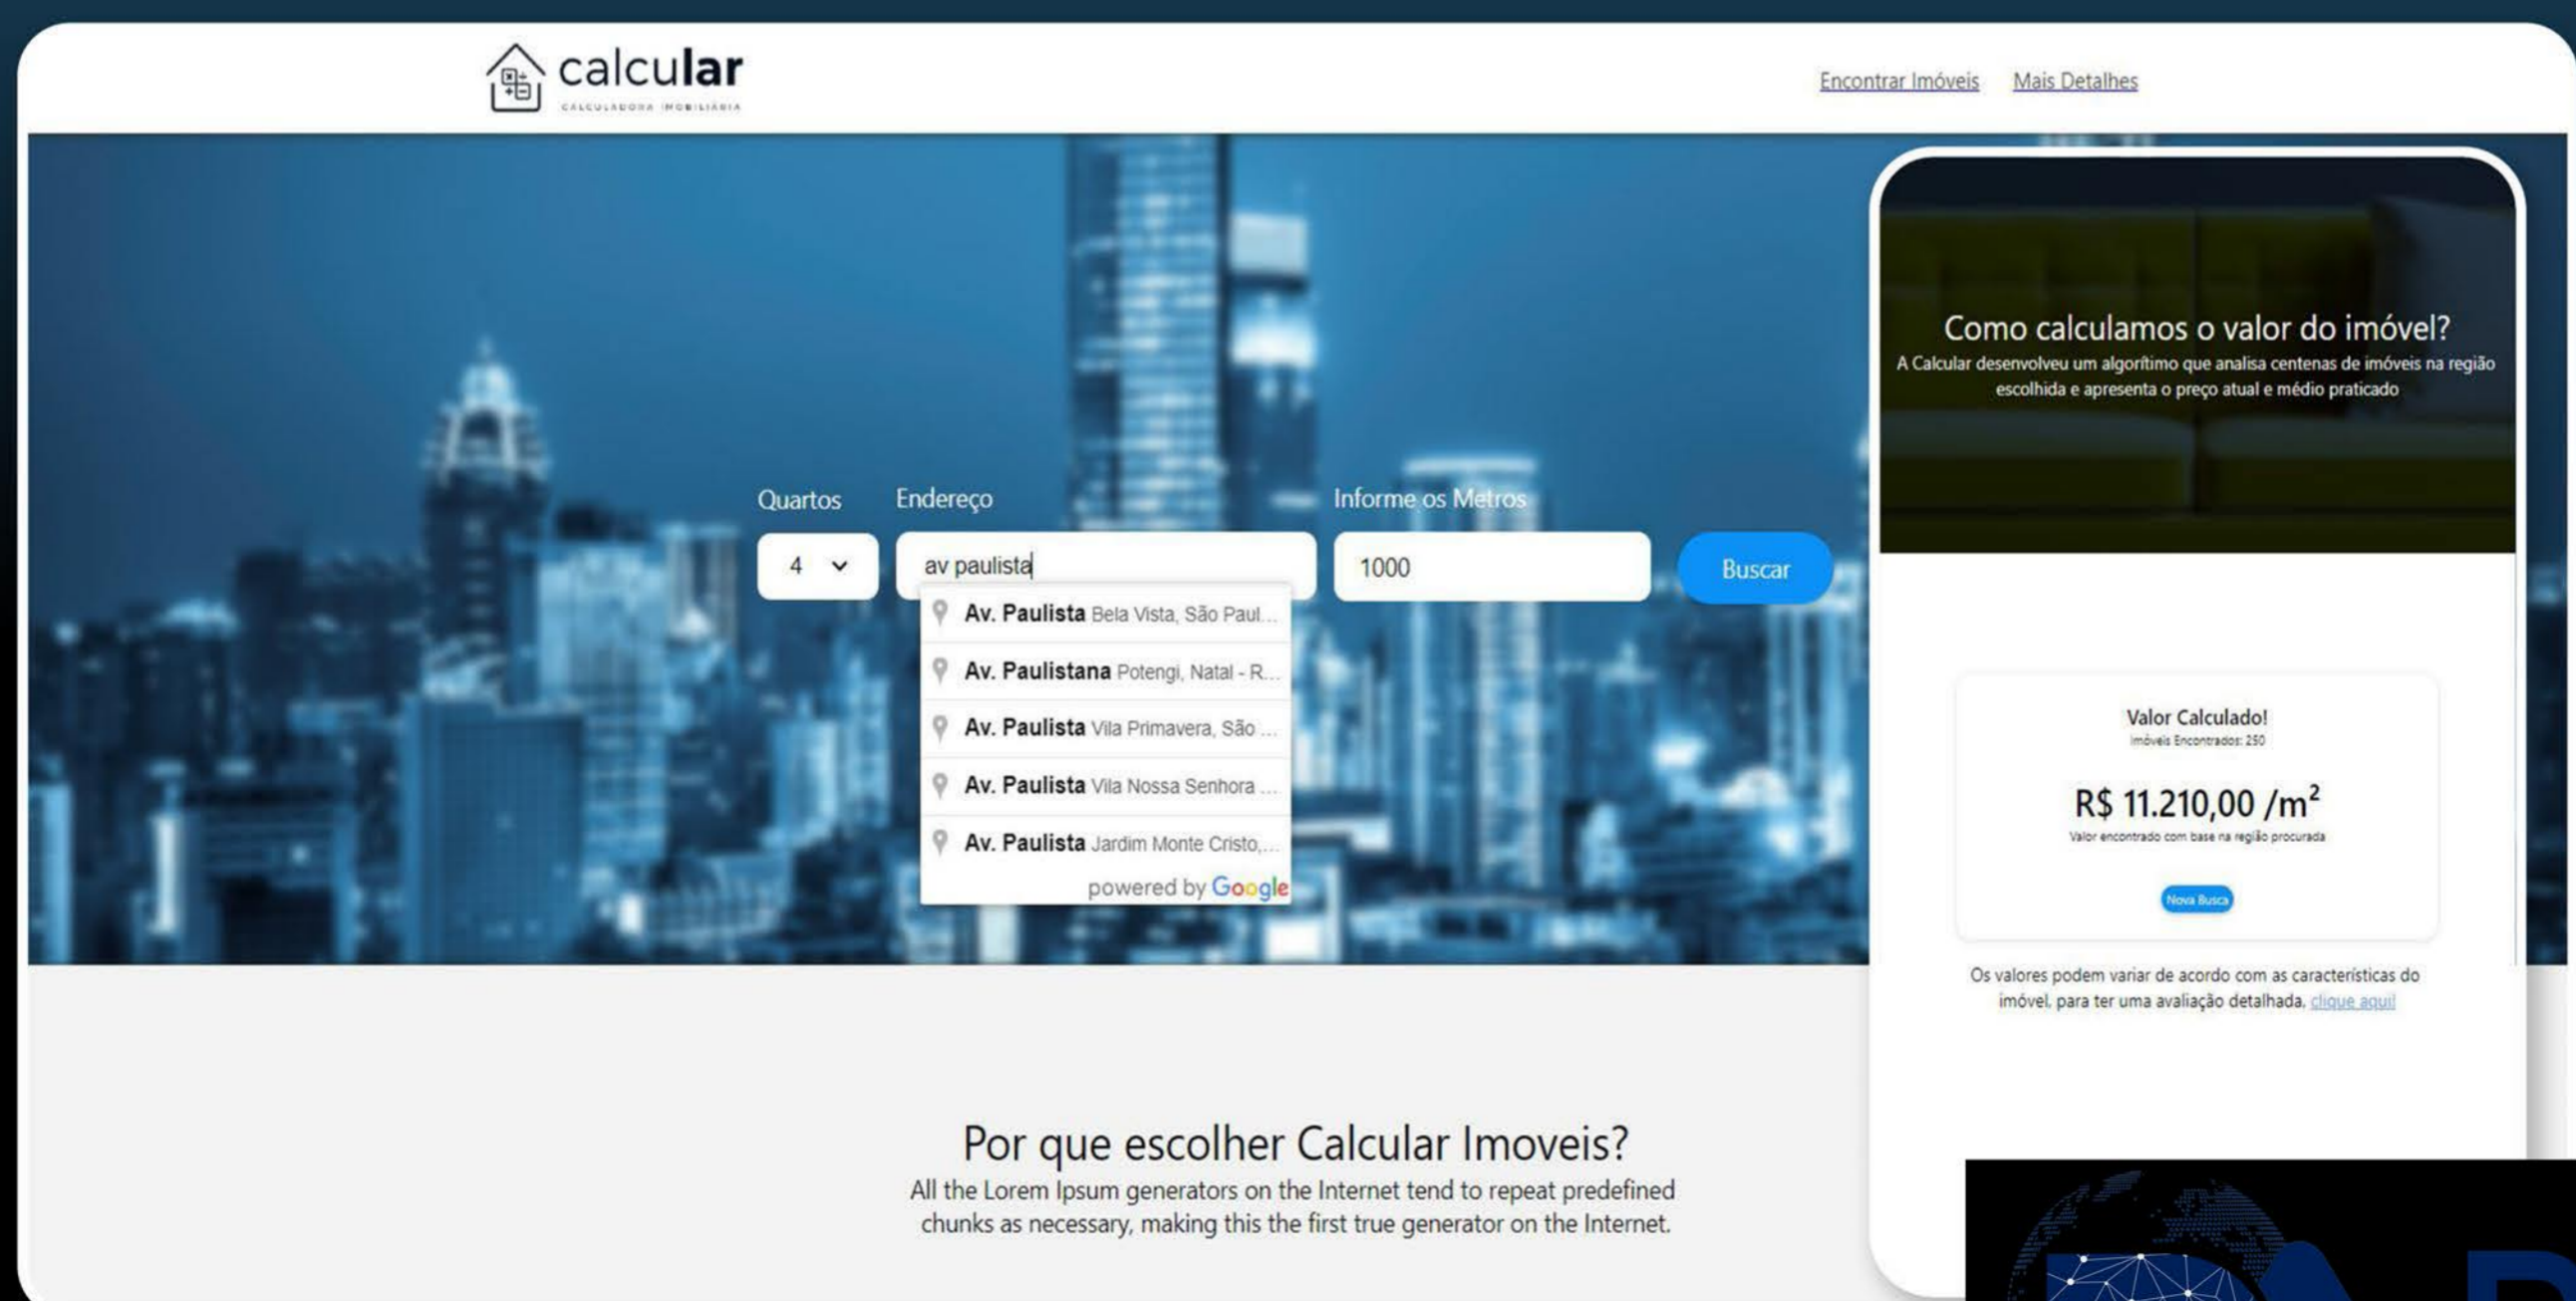 calcular
CALCULADORA IMOBILIÁRIA
Encontrar Imóveis Mais Detalhes
Quartos Endereço Informe os Metros
4 av paulista 1000 Buscar
Av. Paulista Bela Vista, São Paul...
Av. Paulistana Potengi, Natal - R...
Av. Paulista Vila Primavera, São ...
Av. Paulista Vila Nossa Senhora ...
Av. Paulista Jardim Monte Cristo,...
powered by Google
Como calculamos o valor do imóvel?
A Calcular desenvolveu um algorítimo que analisa centenas de imóveis na região
escolhida e apresenta o preço atual e médio praticado
Valor Calculado!
Imóveis Encontrados: 250
R$ 11.210,00 /m²
Valor encontrado com base na região procurada
Nova Busca
Os valores podem variar de acordo com as características do
imóvel, para ter uma avaliação detalhada, clique aqui!
Por que escolher Calcular Imoveis?
All the Lorem Ipsum generators on the Internet tend to repeat predefined
chunks as necessary, making this the first true generator on the Internet.